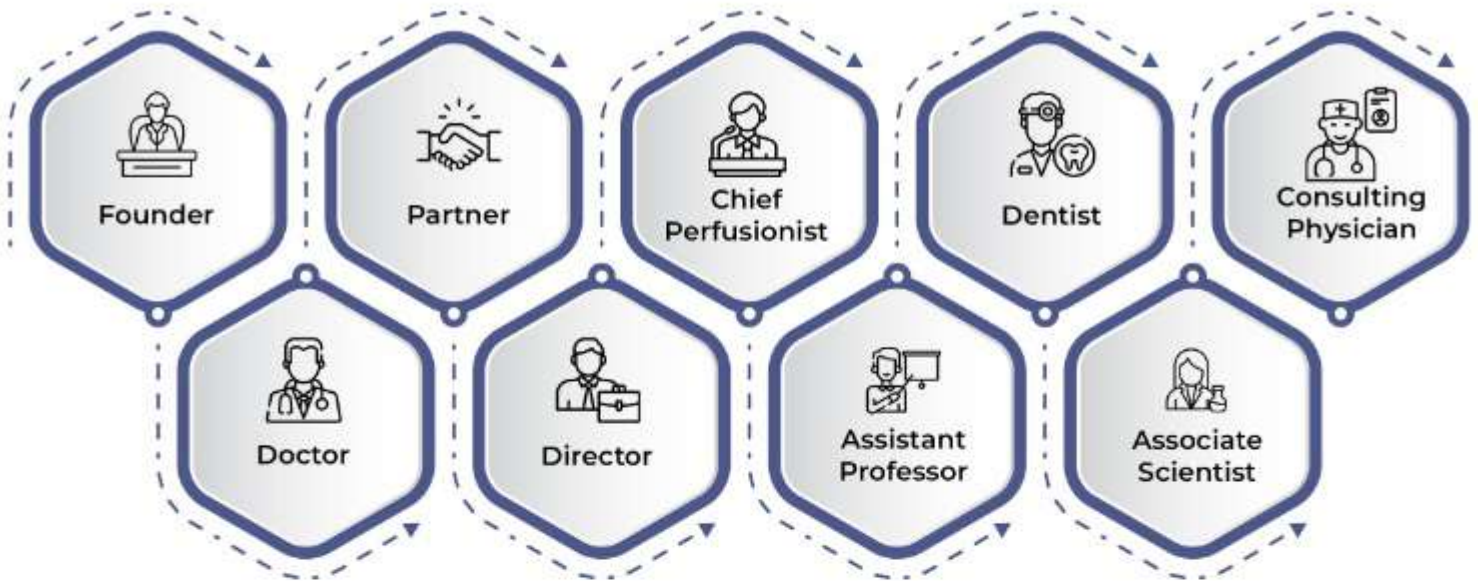 Founder
Partner
Chief
Perfusionist
Dentist
Consulting
Physician
Doctor
Director
Assistant
Professor
Associate
Scientist